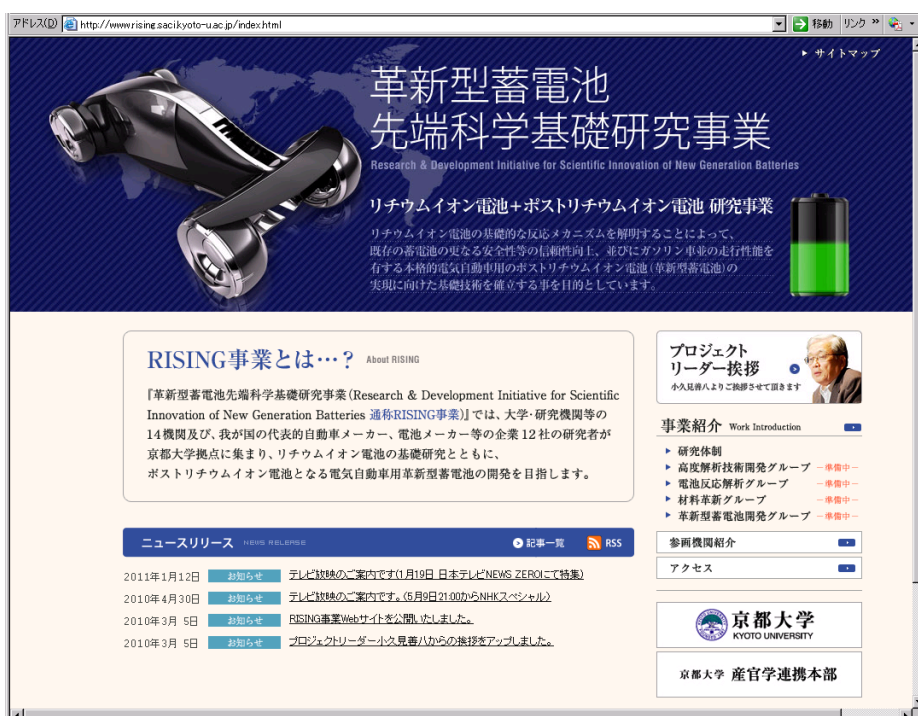 アドレス(D) http://www.rising.saci.kyoto-u.ac.jp/index.html 移動 リンク »
サイトマップ
革新型蓄電池
先端科学基礎研究事業
Research & Development Initiative for Scientific Innovation of New Generation Batteries
リチウムイオン電池+ポストリチウムイオン電池 研究事業
リチウムイオン電池の基礎的な反応メカニズムを解明することによって、
既存の蓄電池の更なる安全性等の信頼性向上、並びにガソリン車並の走行性能を
有する本格的電気自動車用のポストリチウムイオン電池(革新型蓄電池)の
実現に向けた基礎技術を確立する事を目的としています。
RISING事業とは…? About RISING
『革新型蓄電池先端科学基礎研究事業(Research & Development Initiative for Scientific
Innovation of New Generation Batteries 通称RISING事業)』では、大学・研究機関等の
14機関及び、我が国の代表的自動車メーカー、電池メーカー等の企業12社の研究者が
京都大学拠点に集まり、リチウムイオン電池の基礎研究とともに、
ポストリチウムイオン電池となる電気自動車用革新型蓄電池の開発を目指します。
ニュースリリース NEWS RELEASE 記事一覧 RSS
2011年1月12日 お知らせ テレビ放映のご案内です(1月19日 日本テレビNEWS ZEROにて特集)
2010年4月30日 お知らせ テレビ放映のご案内です。(5月9日21:00からNHKスペシャル)
2010年3月 5日 お知らせ RISING事業Webサイトを公開いたしました。
2010年3月 5日 お知らせ プロジェクトリーダー小久見善八からの挨拶をアップしました。
プロジェクト
リーダー挨拶
小久見善八よりご挨拶させて頂きます
事業紹介 Work Introduction
研究体制
高度解析技術開発グループ －準備中－
電池反応解析グループ －準備中－
材料革新グループ －準備中－
革新型蓄電池開発グループ －準備中－
参画機関紹介
アクセス
京都大学
KYOTO UNIVERSITY
京都大学 産官学連携本部